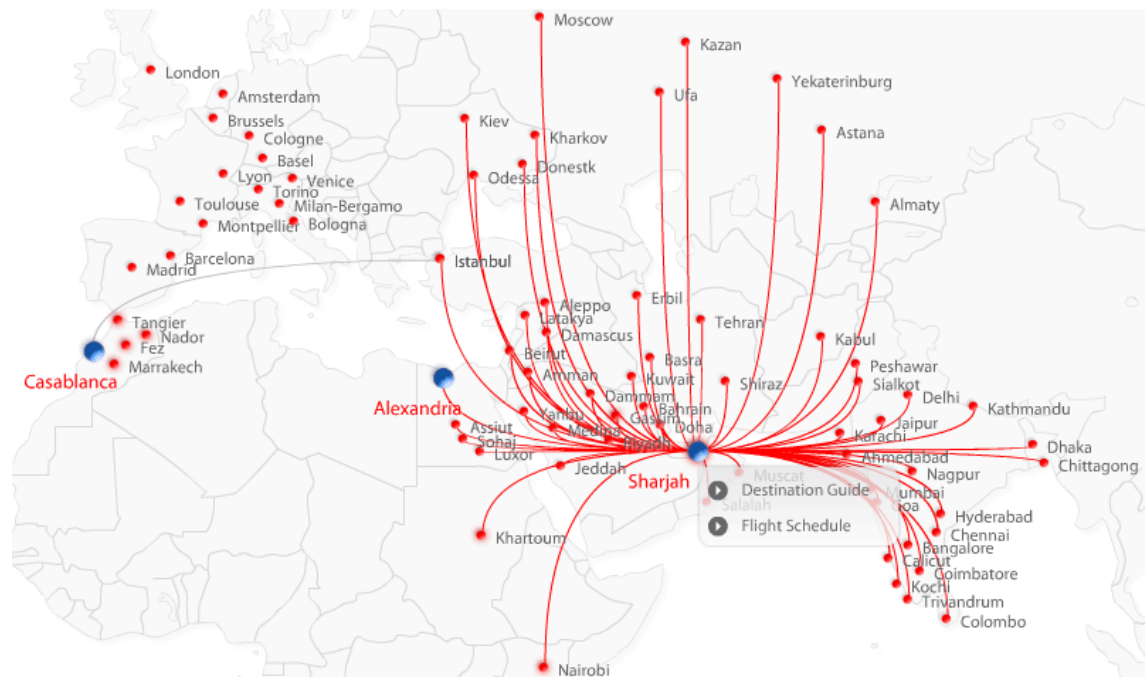 Moscow
Kazan
London
Yekaterinburg
Amsterdam
Ufa
Brussels
Kiev
Cologne
Kharkov
Astana
Basel
Donestk
Lyon
Venice
Odessa
Torino
Toulouse
Milan-Bergamo
Almaty
Montpellier
Bologna
Barcelona
Istanbul
Madrid
Erbil
Aleppo
Latakya
Tangier
Tehran
Nador
Damascus
Kabul
Fez
Beirut
Basra
Marrakech
Peshawar
Casablanca
Amman
Kuwait
Shiraz
Sialkot
Dammam
Delhi
Alexandria
Yanbu
Bahrain
Kathmandu
Gassim
Assiut
Medina
Doha
Jaipur
Sohaj
Riyadh
Karachi
Dhaka
Luxor
Ahmedabad
Chittagong
Jeddah
Muscat
Nagpur
Sharjah
Destination Guide
Mumbai
Salalah
Goa
Hyderabad
Flight Schedule
Khartoum
Chennai
Bangalore
Calicut
Coimbatore
Kochi
Trivandrum
Colombo
Nairobi